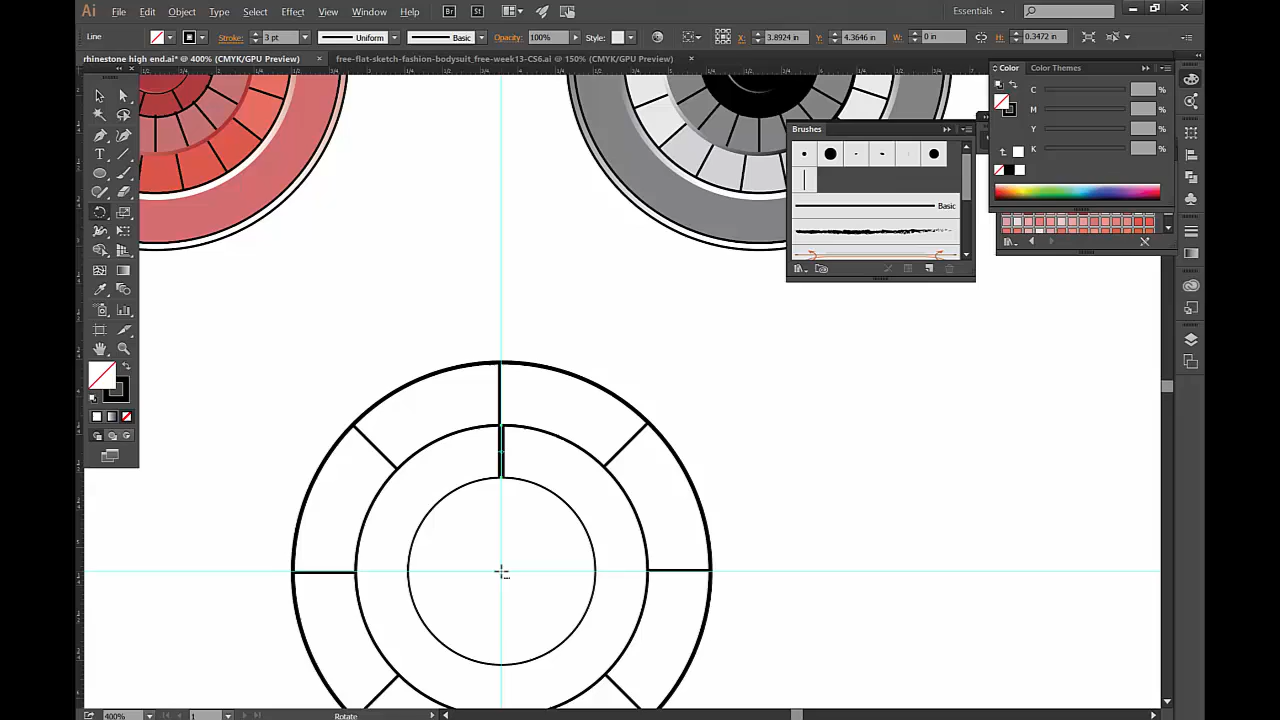 Ai File Edit Object Type Select Effect View Window Help Br St Essentials
Line Stroke: 3 pt Uniform Basic Opacity: 100% Style: X: 3.8924 in Y: 4.3646 in W: 0 in H: 0.3472 in
rhinestone high end.ai* @ 400% (CMYK/GPU Preview) × free-flat-sketch-fashion-bodysuit_free-week13-CS6.ai @ 150% (CMYK/GPU Preview) ×
Color Color Themes
C %
M %
Y %
K %
Brushes
Basic
400% 1 Rotate